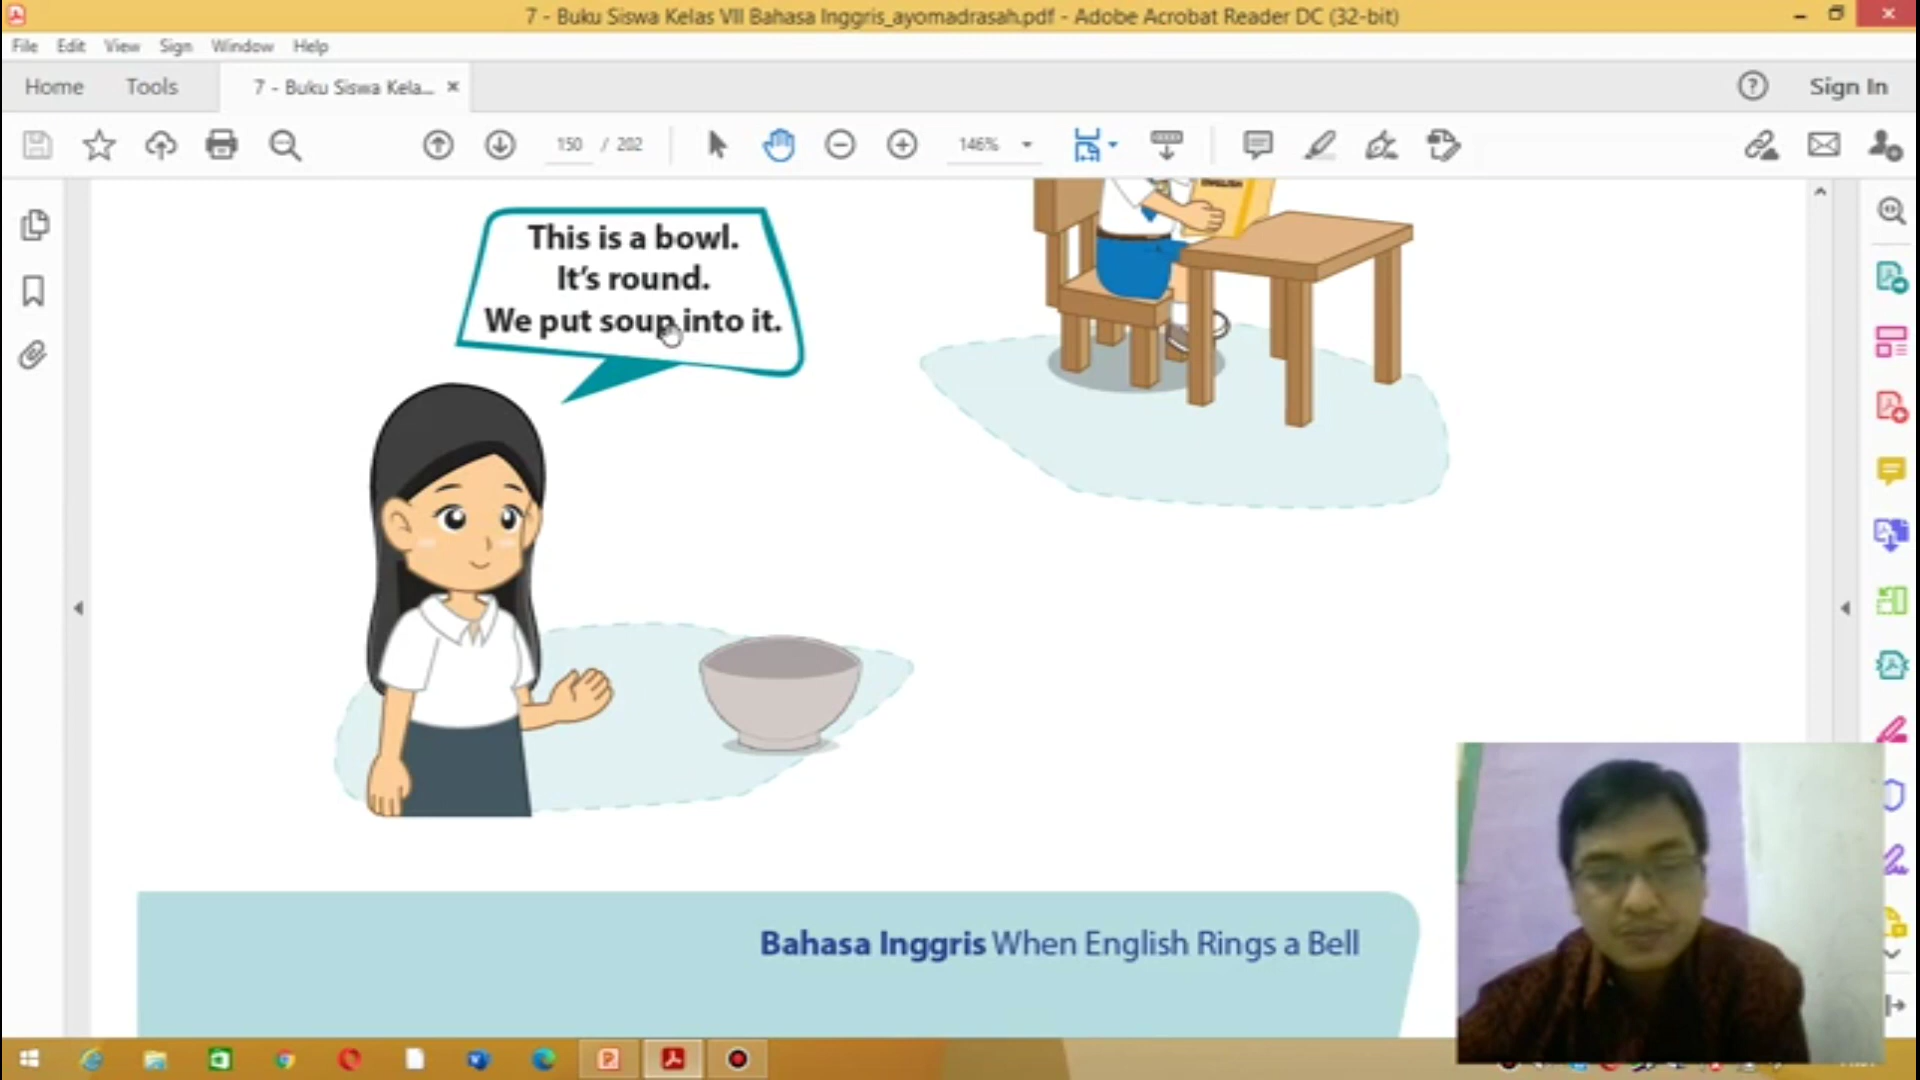 7 - Buku Siswa Kelas VII Bahasa Inggris_ayomadrasah.pdf - Adobe Acrobat Reader DC (32-bit)
File Edit View Sign Window Help
Home Tools 7 - Buku Siswa Kela... × Sign In
150 / 202 146%
ENGLISH
This is a bowl.
It's round.
We put soup into it.
Bahasa Inggris When English Rings a Bell